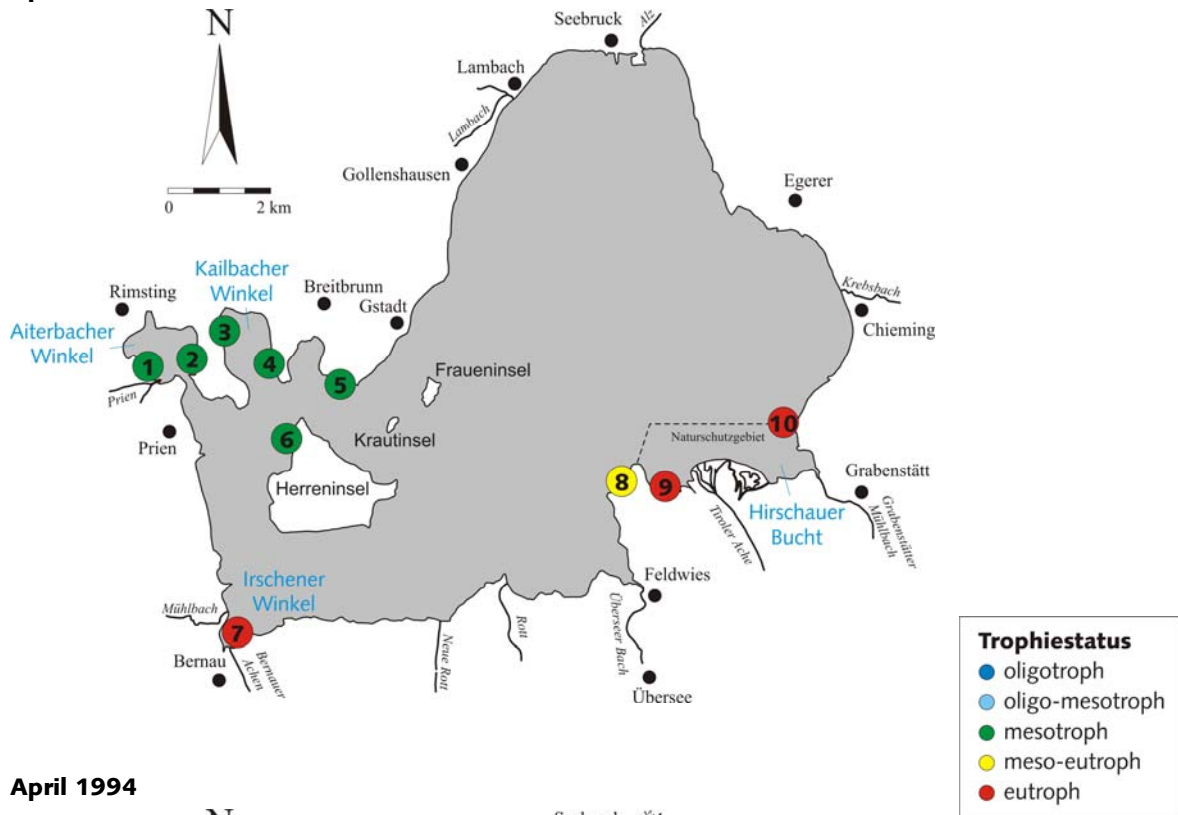 N
0
2 km
Seebruck
Alz
Lambach
Lambach
Gollenshausen
Egerer
Krebsbach
Chieming
Kailbacher
Winkel
Rimsting
Breitbrunn
Gstadt
Aiterbacher
Winkel
3
1
2
4
5
Prien
Prien
Fraueninsel
Krautinsel
6
Herreninsel
10
Naturschutzgebiet
8
9
Grabenstätt
Hirschauer
Bucht
Tiroler Ache
Grabenstätter
Mühlbach
Irschener
Winkel
Mühlbach
7
Bernau
Bernauer
Achen
Neue Rott
Rott
Überseer Bach
Feldwies
Übersee
Trophiestatus
oligotroph
oligo-mesotroph
mesotroph
meso-eutroph
eutroph
April 1994